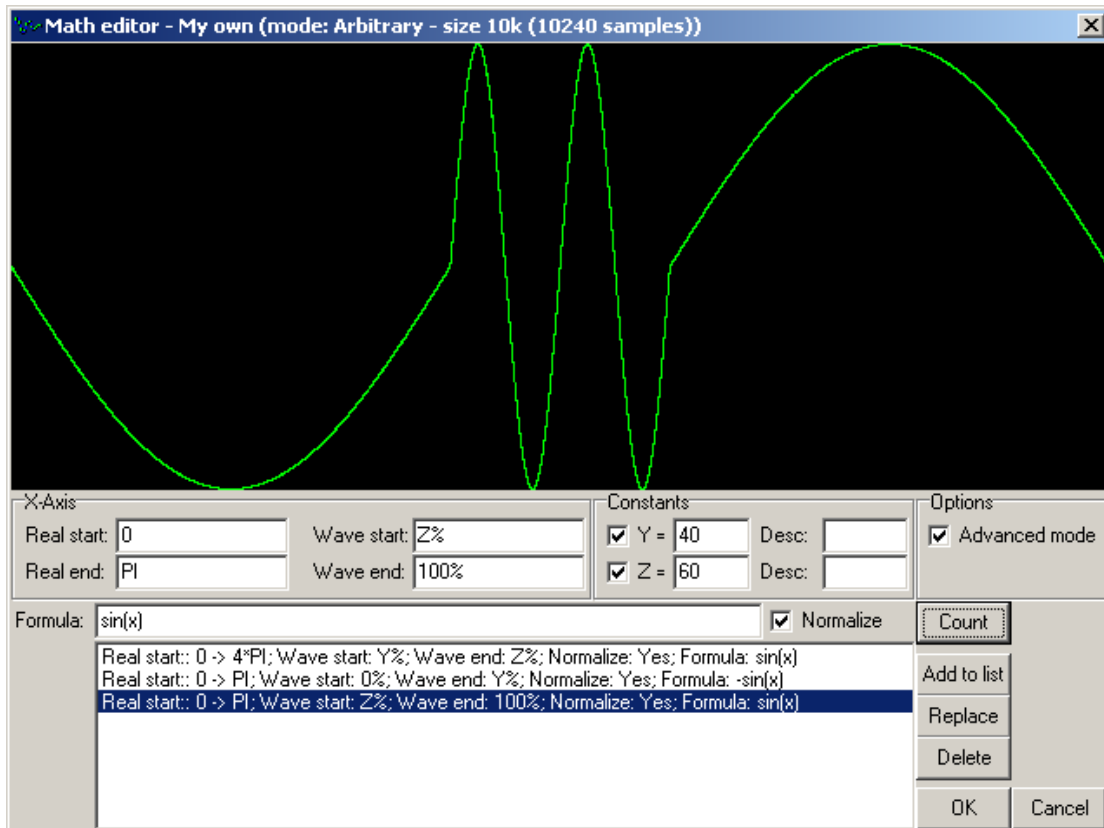 Math editor - My own (mode: Arbitrary - size 10k (10240 samples))
X-Axis
Constants
Options
Real start: 0
Wave start: Z%
Y = 40
Desc:
Advanced mode
Real end: PI
Wave end: 100%
Z = 60
Desc:
Formula: sin(x)
Normalize
Count
Real start:: 0 -> 4*PI; Wave start: Y%; Wave end: Z%; Normalize: Yes; Formula: sin(x)
Real start:: 0 -> PI; Wave start: 0%; Wave end: Y%; Normalize: Yes; Formula: -sin(x)
Real start:: 0 -> PI; Wave start: Z%; Wave end: 100%; Normalize: Yes; Formula: sin(x)
Add to list
Replace
Delete
OK
Cancel